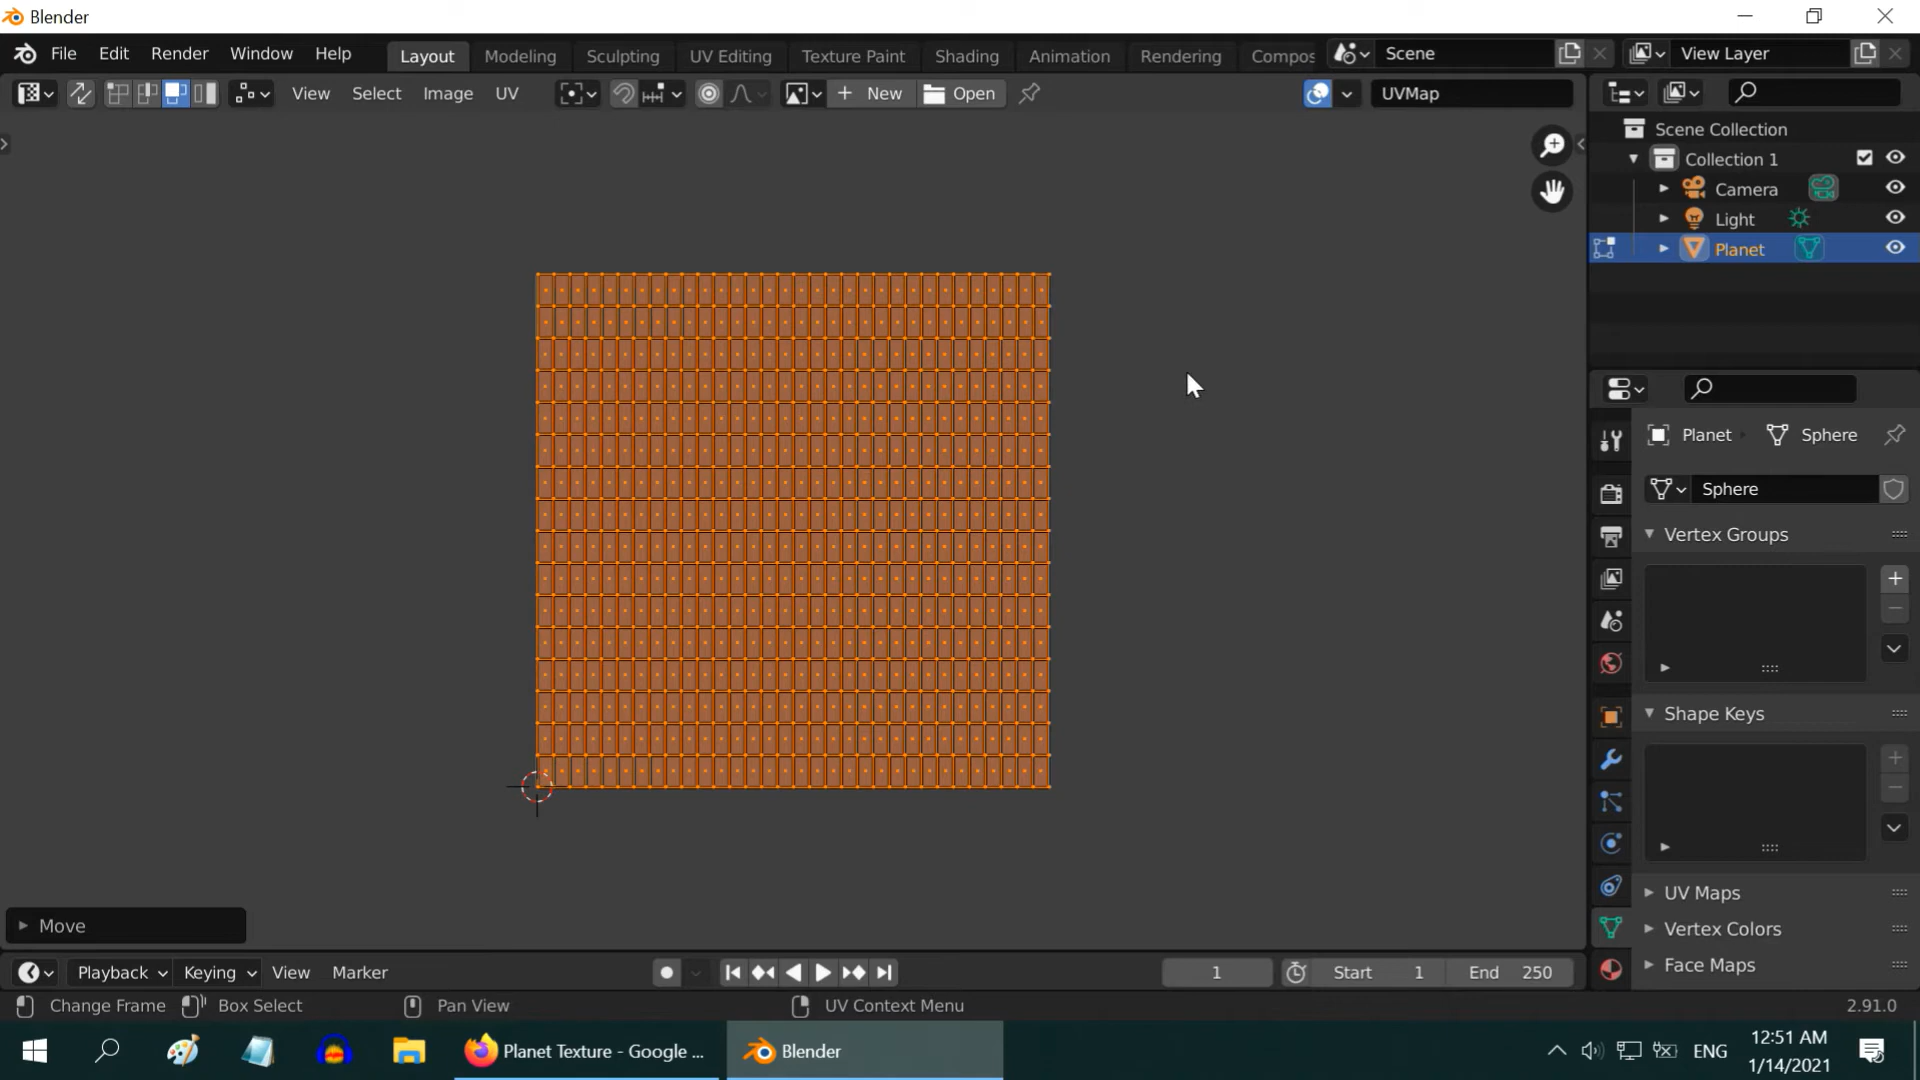 Blender
File Edit Render Window Help Layout Modeling Sculpting UV Editing Texture Paint Shading Animation Rendering Compos Scene View Layer
View Select Image UV New Open UVMap
Scene Collection
Collection 1
Camera
Light
Planet
Planet Sphere
Sphere
Vertex Groups
Shape Keys
UV Maps
Vertex Colors
Face Maps
Move
Playback Keying View Marker 1 Start 1 End 250
Change Frame Box Select Pan View UV Context Menu 2.91.0
Planet Texture - Google ... Blender ENG 12:51 AM
1/14/2021